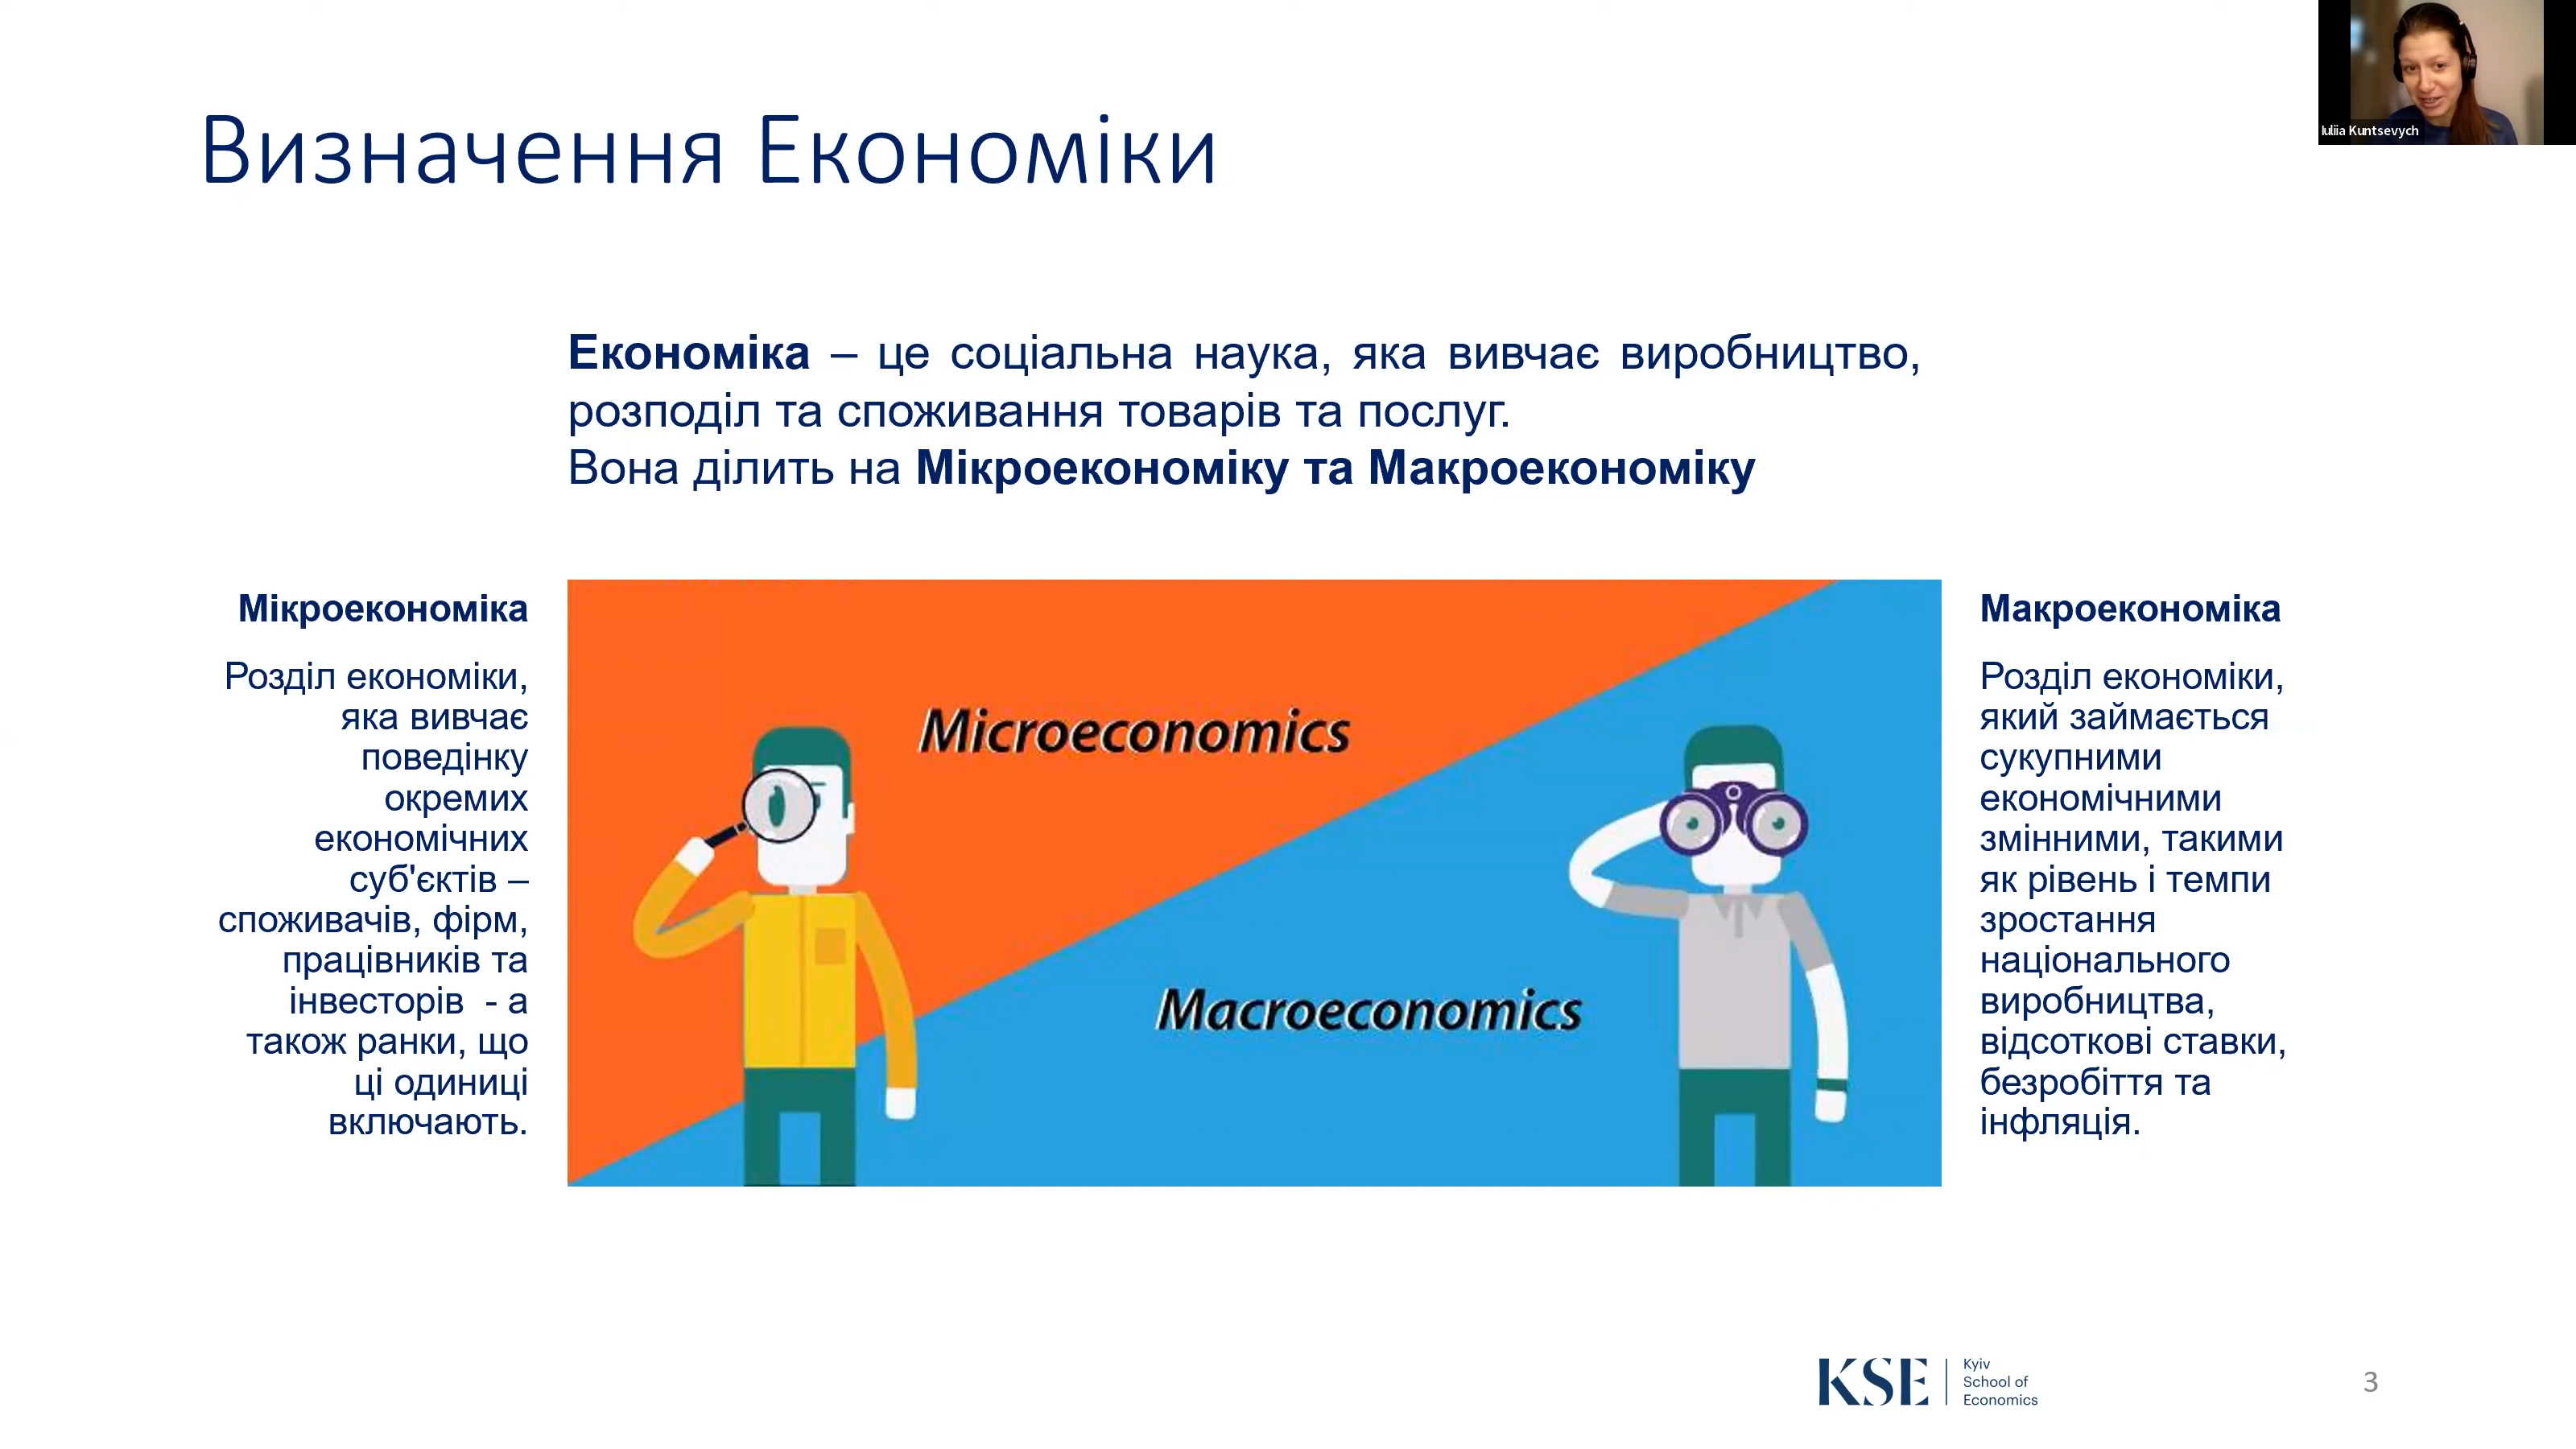 Iuliia Kuntsevych
Визначення Економіки
Економіка – це соціальна наука, яка вивчає виробництво,
розподіл та споживання товарів та послуг.
Вона ділить на Мікроекономіку та Макроекономіку
Мікроекономіка
Розділ економіки,
яка вивчає
поведінку
окремих
економічних
суб'єктів –
споживачів, фірм,
працівників та
інвесторів  - а
також ранки, що
ці одиниці
включають.
Microeconomics
Macroeconomics
Макроекономіка
Розділ економіки,
який займається
сукупними
економічними
змінними, такими
як рівень і темпи
зростання
національного
виробництва,
відсоткові ставки,
безробіття та
інфляція.
KSE
Kyiv
School of
Economics
3